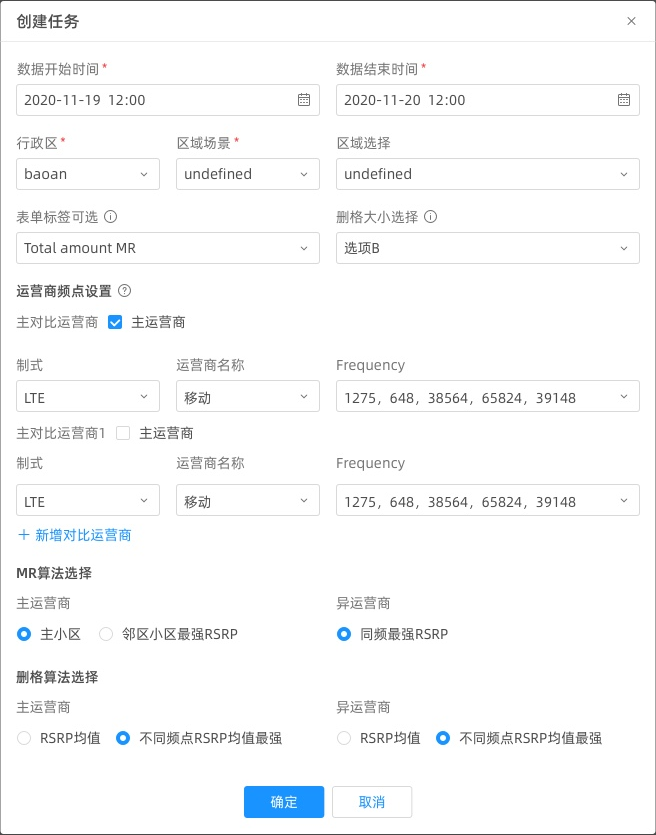 创建任务
数据开始时间* 数据结束时间*
2020-11-19 12:00 2020-11-20 12:00
行政区* 区域场景* 区域选择
baoan undefined undefined
表单标签可选 删格大小选择
Total amount MR 选项B
运营商频点设置
主对比运营商 主运营商
制式 运营商名称 Frequency
LTE 移动 1275，648，38564，65824，39148
主对比运营商1 主运营商
制式 运营商名称 Frequency
LTE 移动 1275，648，38564，65824，39148
+ 新增对比运营商
MR算法选择
主运营商 异运营商
主小区 邻区小区最强RSRP 同频最强RSRP
删格算法选择
主运营商 异运营商
RSRP均值 不同频点RSRP均值最强 RSRP均值 不同频点RSRP均值最强
确定 取消